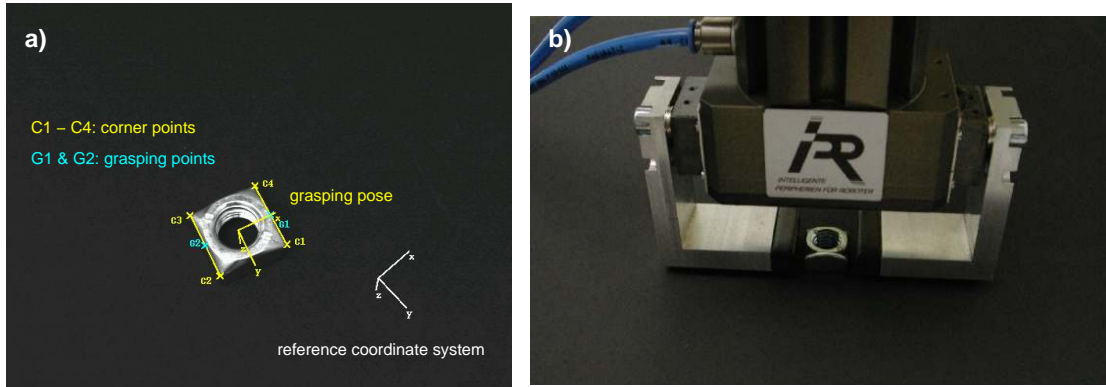 a)
C1 – C4: corner points
G1 & G2: grasping points
C4
grasping pose
C3
x
G1
G2
z
C1
y
C2
x
z
y
reference coordinate system
b)
iPR
INTELLIGENTE
PERIPHERIEN FÜR ROBOTER